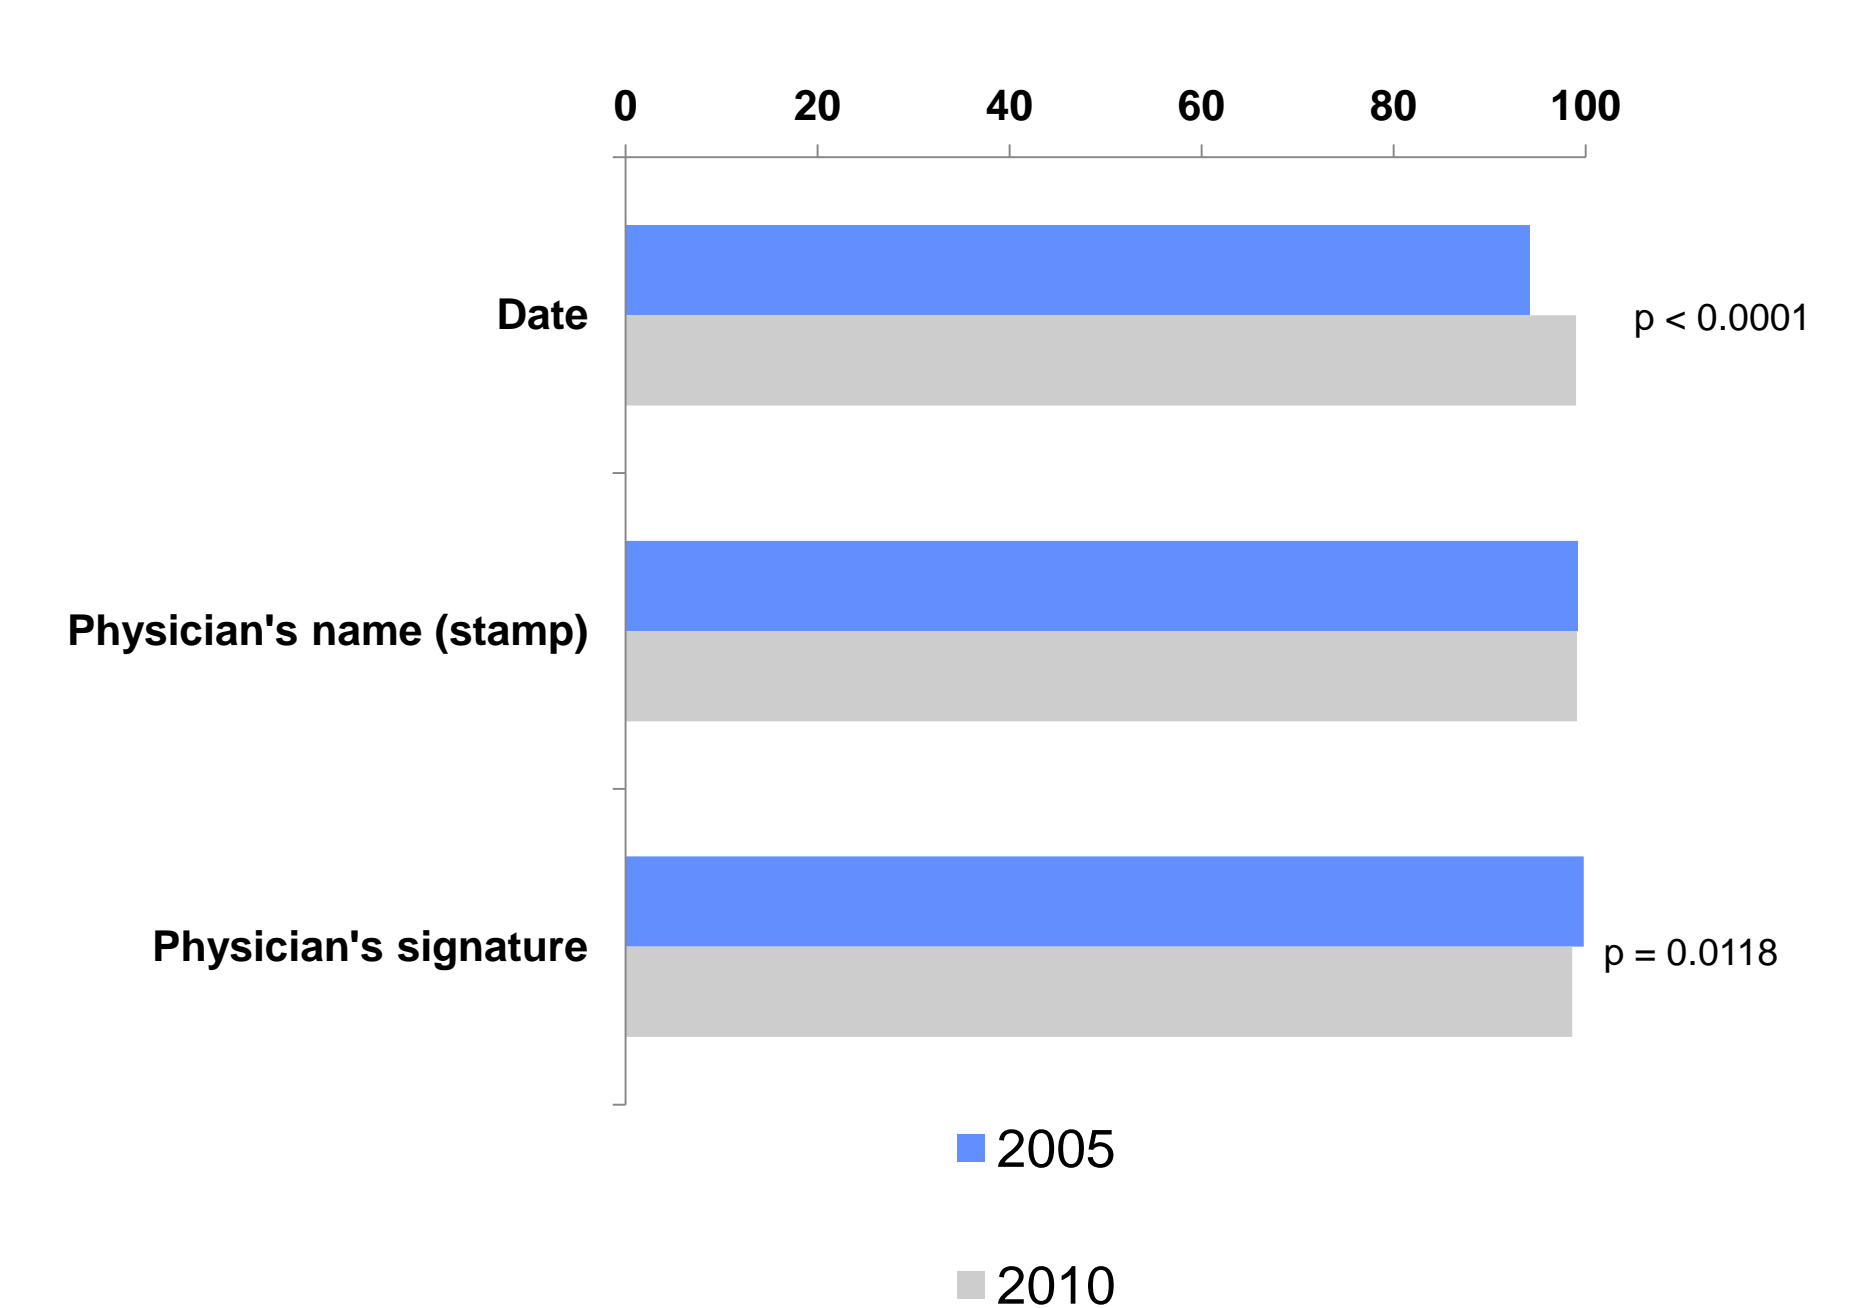 0 20 40 60 80 100
Date
p < 0.0001
Physician's name (stamp)
Physician's signature
p = 0.0118
2005
2010